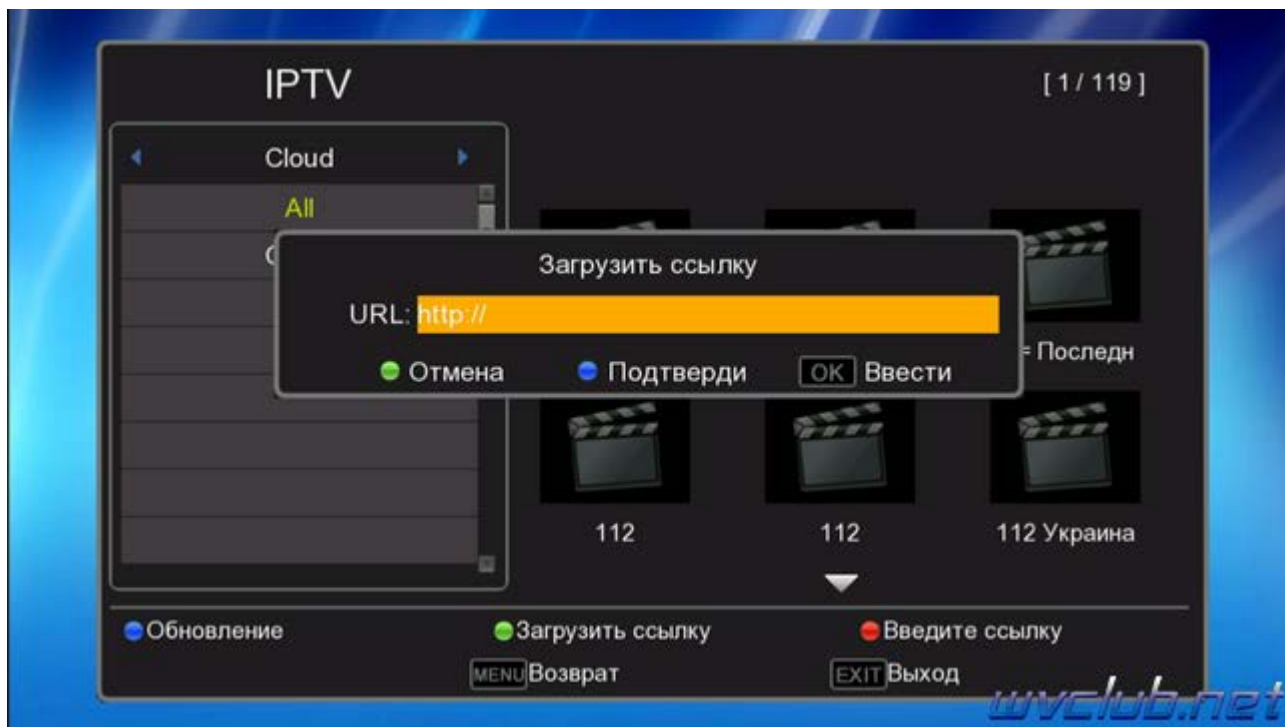 IPTV
[ 1 / 119 ]
Cloud
All
Загрузить ссылку
URL: http://
Отмена Подтверди OK Ввести
= Последн
112 112 112 Украина
Обновление Загрузить ссылку Введите ссылку
MENU Возврат EXIT Выход
wvclub.net